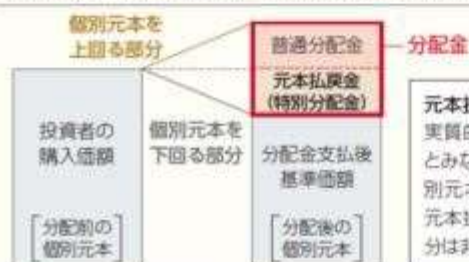 個別元本を
上回る部分
普通分配金
分配金
元本払戻金
(特別分配金)
投資者の
購入価額
個別元本を
下回る部分
分配金支払後
基準価額
分配前の
個別元本
分配後の
個別元本
元本
実質的
とみな
別元本
元本払
分は非